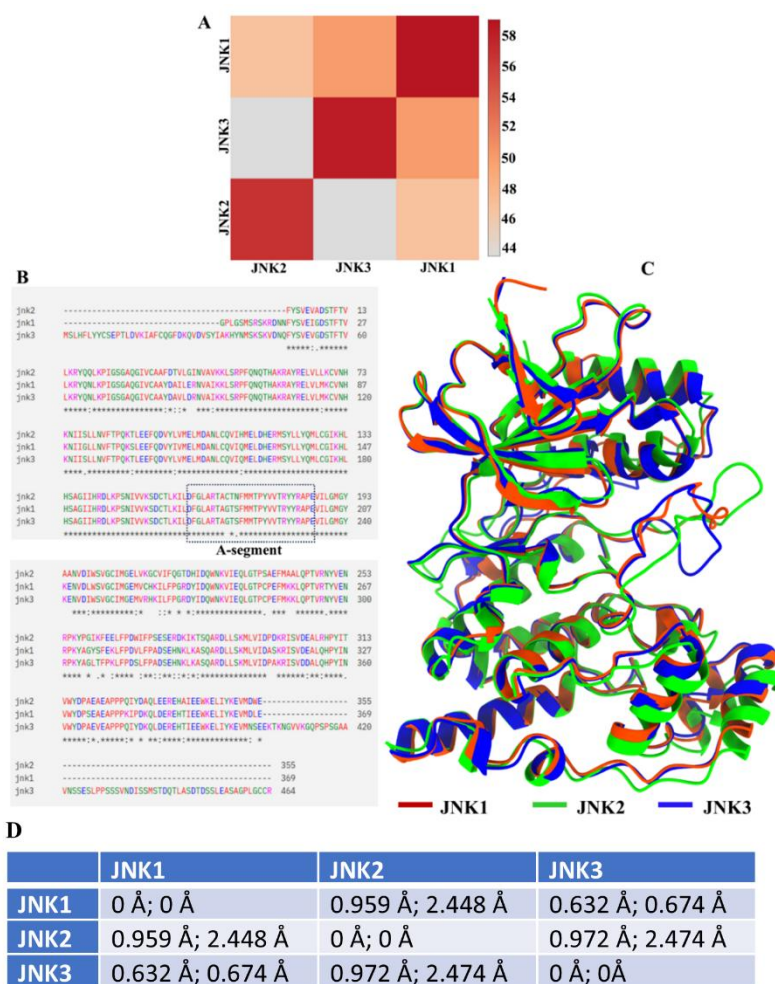 A
JNK1
JNK3
JNK2
JNK2 JNK3 JNK1
58
56
54
52
50
48
46
44
B
jnk2 --------------------------------------FYSVEVADSTFTV 13
jnk1 --------------------------GPLGSMSRSKRDNNFYSVEIGDSTFTV 27
jnk3 MSLHFLYYCSEPTLDVKIAFCQGFDKQVDVSYIAKHYNMSKSKVDNQFYSVEVGDSTFTV 60
*****:.******
jnk2 LKRYQQLKPIGSGAQGIVCAAFDTVLGINVAVKKLSRPFQNQTHAKRAYRELVLLKCVNH 73
jnk1 LKRYQNLKPIGSGAQGIVCAAYDAILERNVAIKKLSRPFQNQTHAKRAYRELVLMKCVNH 87
jnk3 LKRYQNLKPIGSGAQGIVCAAYDAVLDRNVAIKKLSRPFQNQTHAKRAYRELVLMKCVNH 120
*****:***************:*::* ***:**********************:*****
jnk2 KNIISLLNVFTPQKTLEEFQDVYLVMELMDANLCQVIHMELDHERMSYLLYQMLCGIKHL 133
jnk1 KNIIGLLNVFTPQKSLEEFQDVYIVMELMDANLCQVIQMELDHERMSYLLYQMLCGIKHL 147
jnk3 KNIISLLNVFTPQKTLEEFQDVYLVMELMDANLCQVIQMELDHERMSYLLYQMLCGIKHL 180
****.*********:********:*************:**********************
jnk2 HSAGIIHRDLKPSNIVVKSDCTLKILDFGLARTACTNFMMTPYVVTRYYRAPEVILGMGY 193
jnk1 HSAGIIHRDLKPSNIVVKSDCTLKILDFGLARTAGTSFMMTPYVVTRYYRAPEVILGMGY 207
jnk3 HSAGIIHRDLKPSNIVVKSDCTLKILDFGLARTAGTSFMMTPYVVTRYYRAPEVILGMGY 240
********************************** *.***********************
A-segment
jnk2 AANVDIWSVGCIMGELVKGCVIFQGTDHIDQWNKVIEQLGTPSAEFMAALQPTVRNYVEN 253
jnk1 KENVDLWSVGCIMGEMVCHKILFPGRDYIDQWNKVIEQLGTPCPEFMKKLQPTVRTYVEN 267
jnk3 KENVDIWSVGCIMGEMVRHKILFPGRDYIDQWNKVIEQLGTPCPEFMKKLQPTVRNYVEN 300
***:*********:* ::* * *:**************. *** ******.****
jnk2 RPKYPGIKFEELFPDWIFPSESERDKIKTSQARDLLSKMLVIDPDKRISVDEALRHPYIT 313
jnk1 RPKYAGYSFEKLFPDVLFPADSEHNKLKASQARDLLSKMLVIDASKRISVDEALQHPYIN 327
jnk3 RPKYAGLTFPKLFPDSLFPADSEHNKLKASQARDLLSKMLVIDPAKRISVDDALQHPYIN 360
jnk2 VWYDPAEAEAPPPQIYDAQLEEREHAIEEWKELIYKEVMDWE------------------ 355
jnk1 VWYDPSEAEAPPPKIPDKQLDEREHTIEEWKELIYKEVMDLE------------------ 369
jnk3 VWYDPAEVEAPPPQIYDKQLDEREHTIEEWKELIYKEVMNSEEKTKNGVVKGQPSPSGAA 420
*****:*.*****:* * **:****:*************: *
jnk2 -------------------------------------------- 355
jnk1 -------------------------------------------- 369
jnk3 VNSSESLPPSSSVNDISSMSTDQTLASDTDSSLEASAGPLGCCR 464
C
JNK1 JNK2 JNK3
D
JNK1 JNK2 JNK3
JNK1 0 Å; 0 Å 0.959 Å; 2.448 Å 0.632 Å; 0.674 Å
JNK2 0.959 Å; 2.448 Å 0 Å; 0 Å 0.972 Å; 2.474 Å
JNK3 0.632 Å; 0.674 Å 0.972 Å; 2.474 Å 0 Å; 0Å